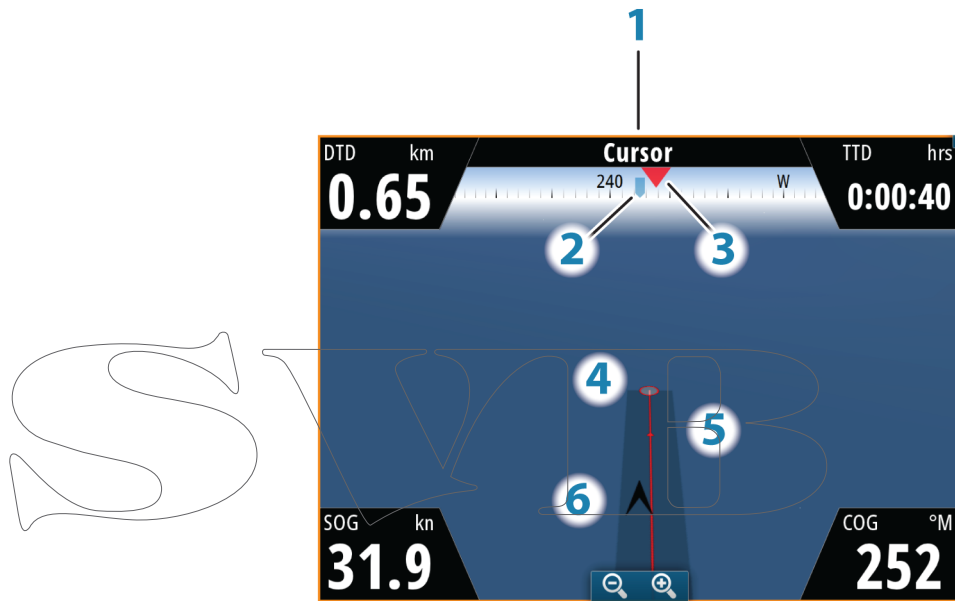 1
DTD km
0.65
Cursor
TTD hrs
0:00:40
240 W
2
3
4
5
6
SOG kn
31.9
COG °M
252
SVB